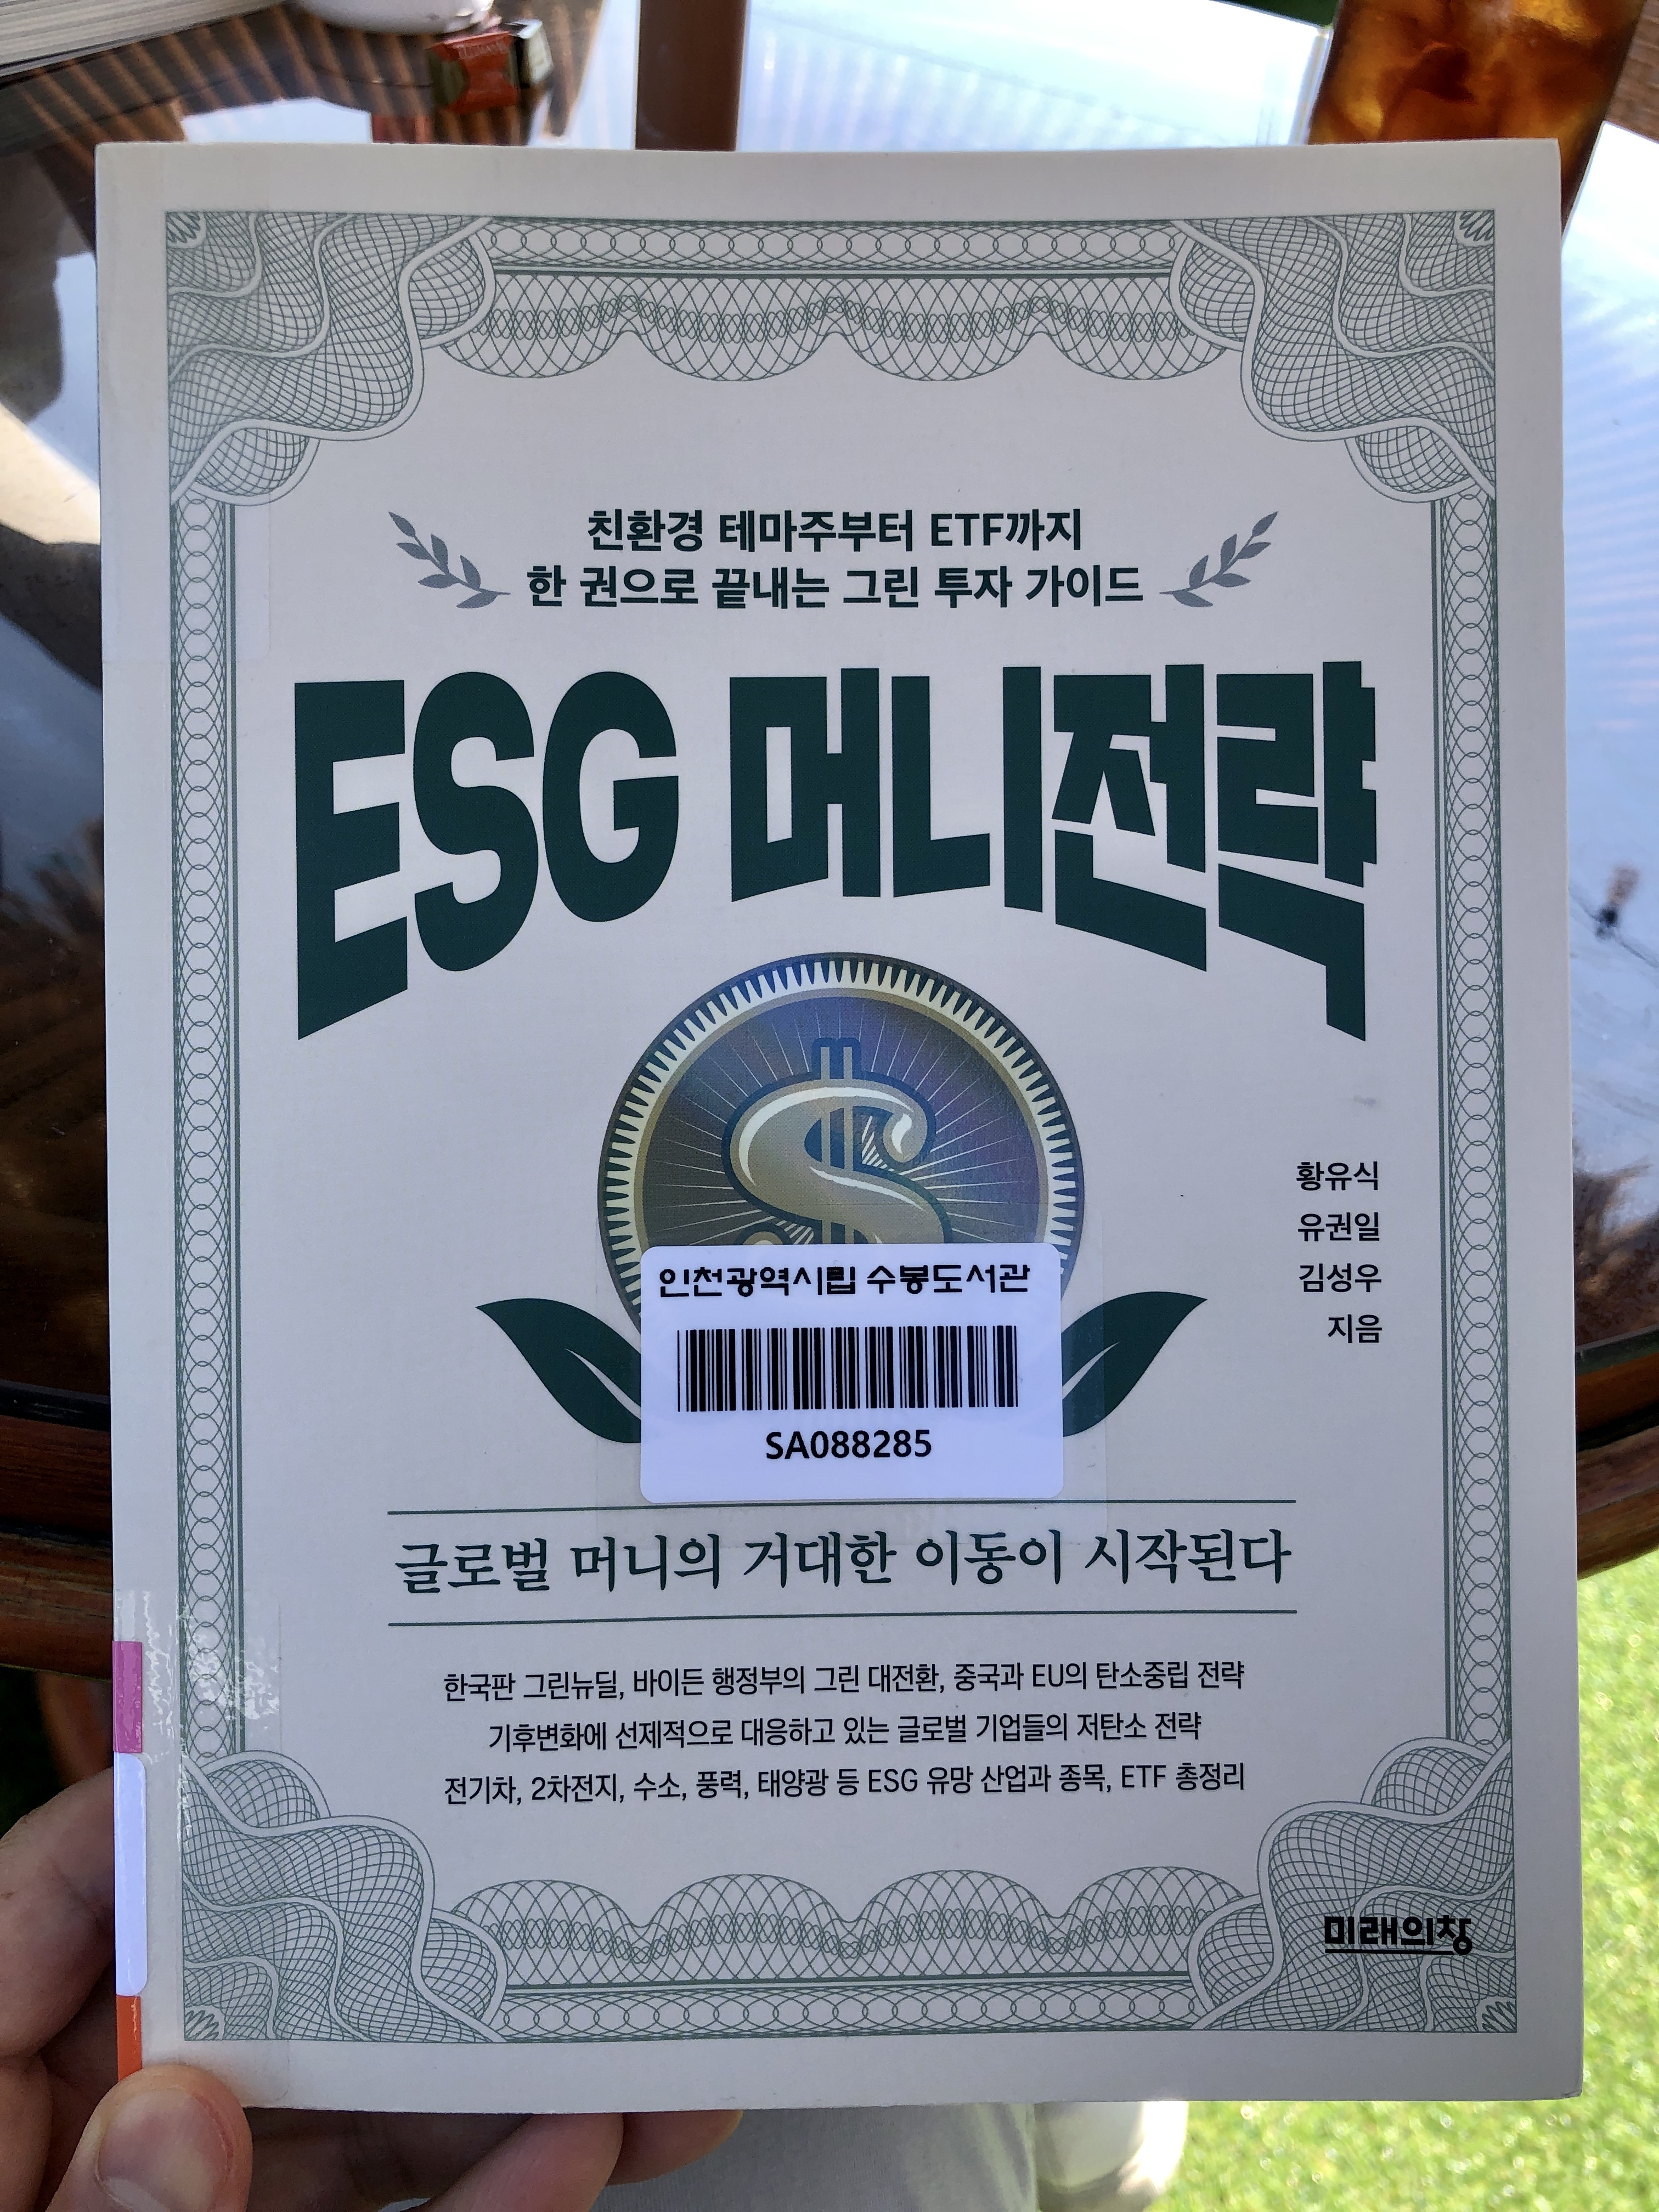 친환경 테마주부터 ETF까지
한 권으로 끝내는 그린 투자 가이드
ESG 머니전략
황유식
유권일
김성우
지음
인천광역시립 수봉도서관
SA088285
글로벌 머니의 거대한 이동이 시작된다
한국판 그린뉴딜, 바이든 행정부의 그린 대전환, 중국과 EU의 탄소중립 전략
기후변화에 선제적으로 대응하고 있는 글로벌 기업들의 저탄소 전략
전기차, 2차전지, 수소, 풍력, 태양광 등 ESG 유망 산업과 종목, ETF 총정리
미래의창